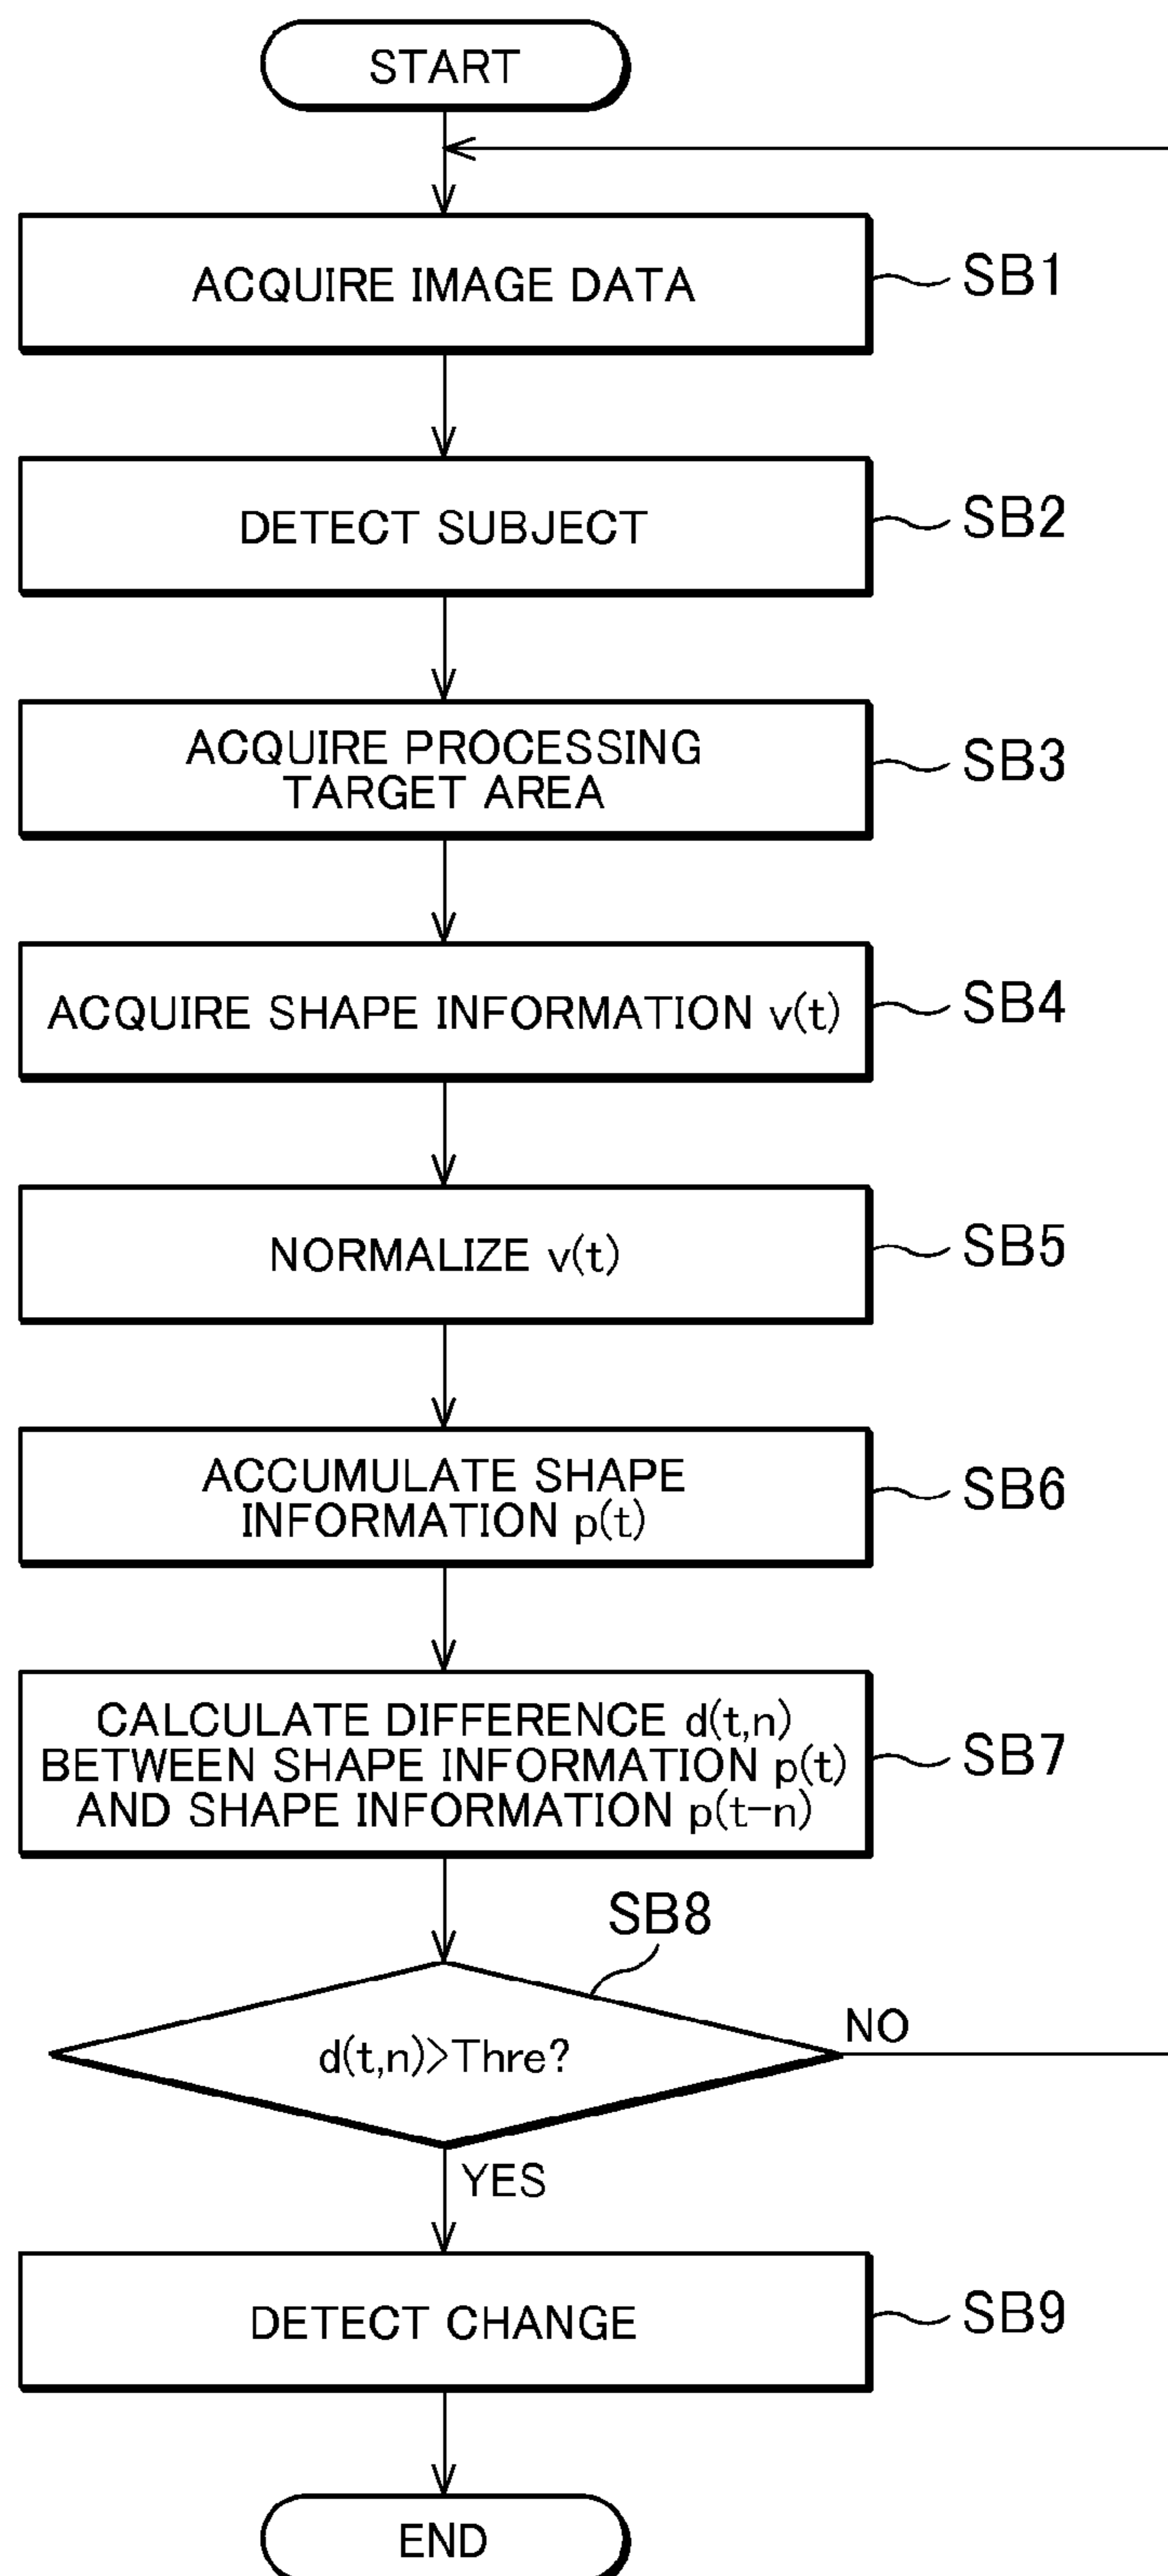 START
ACQUIRE IMAGE DATA
SB1
DETECT SUBJECT
SB2
ACQUIRE PROCESSING
TARGET AREA
SB3
ACQUIRE SHAPE INFORMATION v(t)
SB4
NORMALIZE v(t)
SB5
ACCUMULATE SHAPE
INFORMATION p(t)
SB6
CALCULATE DIFFERENCE d(t,n)
BETWEEN SHAPE INFORMATION p(t)
AND SHAPE INFORMATION p(t-n)
SB7
SB8
d(t,n)>Thre?
NO
YES
DETECT CHANGE
SB9
END